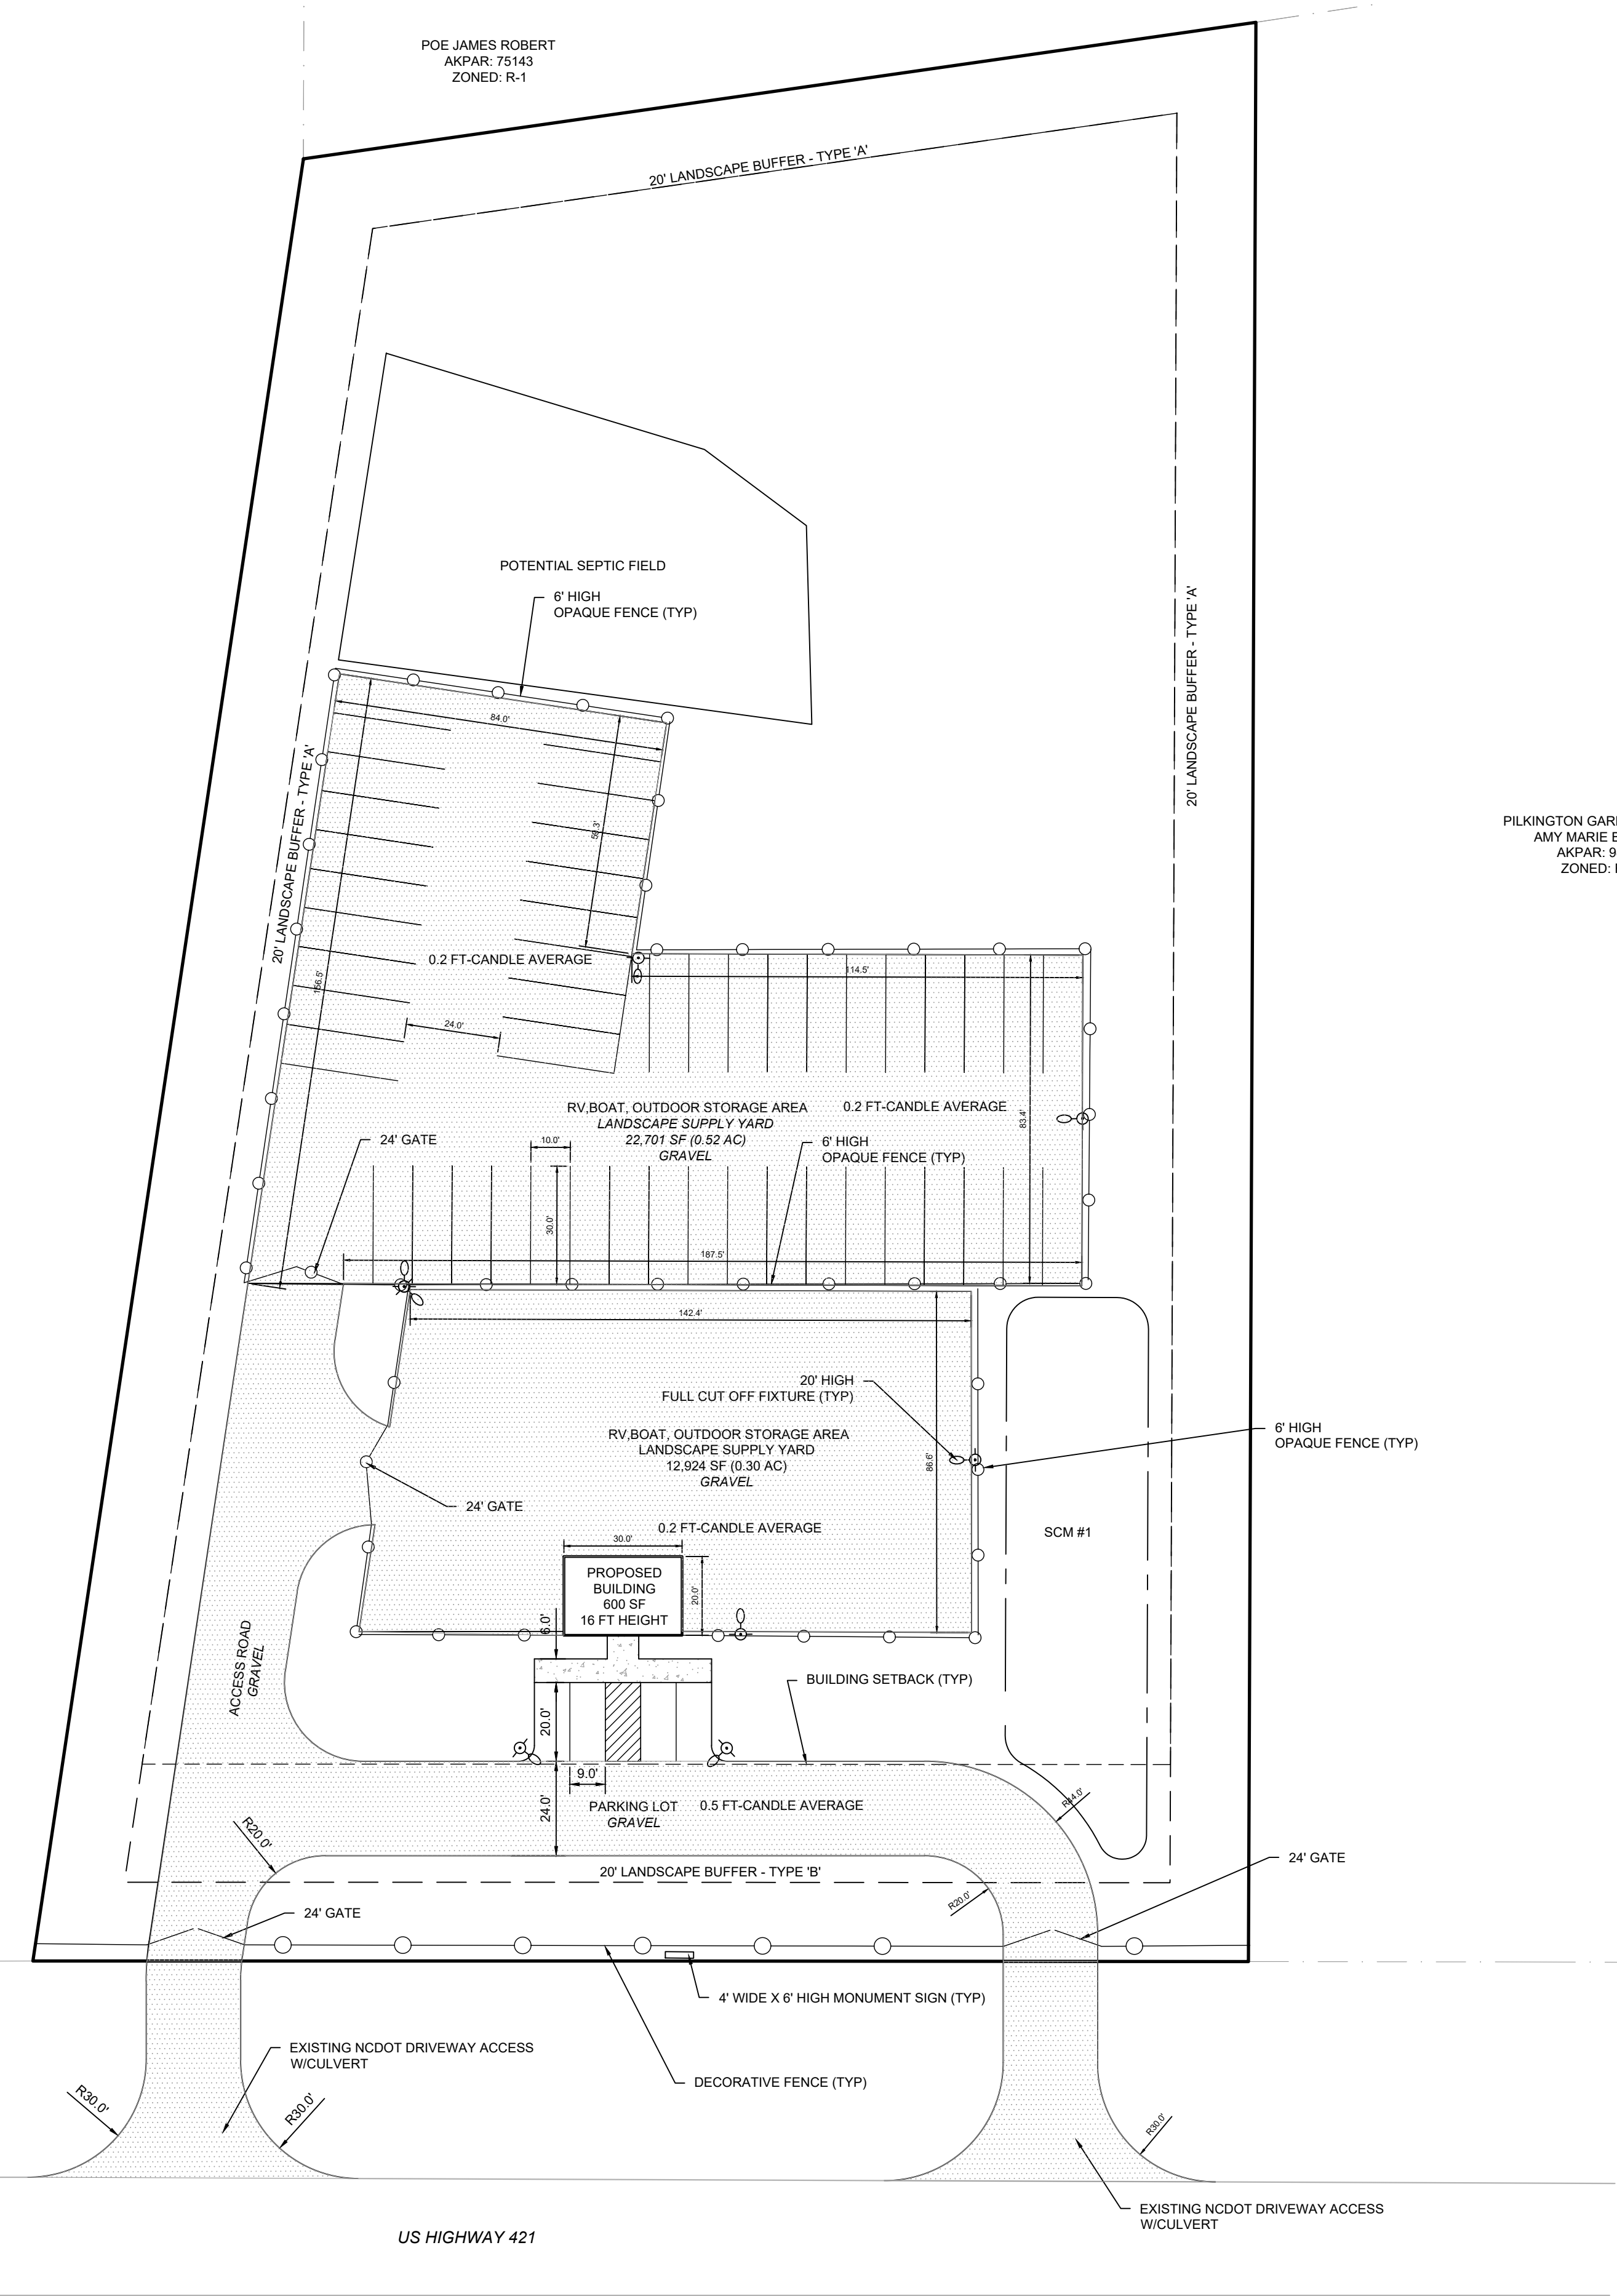 POE JAMES ROBERT
AKPAR: 75143
ZONED: R-1
20' LANDSCAPE BUFFER - TYPE 'A'
POTENTIAL SEPTIC FIELD
6' HIGH
OPAQUE FENCE (TYP)
20' LANDSCAPE BUFFER - TYPE 'A'
84.0'
20' LANDSCAPE BUFFER - TYPE 'A'
59.3'
PILKINGTON
AMY MARIE
AKPAR: 9
ZONED:
0.2 FT-CANDLE AVERAGE
114.5'
156.5'
24.0'
RV,BOAT, OUTDOOR STORAGE AREA
LANDSCAPE SUPPLY YARD
22,701 SF (0.52 AC)
GRAVEL
0.2 FT-CANDLE AVERAGE
83.4'
24' GATE
10.0'
6' HIGH
OPAQUE FENCE (TYP)
30.0'
187.5'
142.4'
20' HIGH
FULL CUT OFF FIXTURE (TYP)
6' HIGH
OPAQUE FENCE (TYP)
RV,BOAT, OUTDOOR STORAGE AREA
LANDSCAPE SUPPLY YARD
12,924 SF (0.30 AC)
GRAVEL
86.6'
24' GATE
0.2 FT-CANDLE AVERAGE
SCM #1
30.0'
PROPOSED
BUILDING
600 SF
16 FT HEIGHT
20.0'
6.0'
ACCESS ROAD
GRAVEL
BUILDING SETBACK (TYP)
20.0'
9.0'
24.0'
PARKING LOT
GRAVEL
0.5 FT-CANDLE AVERAGE
R44.0'
R20.0'
20' LANDSCAPE BUFFER - TYPE 'B'
24' GATE
R20.0'
24' GATE
4' WIDE X 6' HIGH MONUMENT SIGN (TYP)
EXISTING NCDOT DRIVEWAY ACCESS
W/CULVERT
DECORATIVE FENCE (TYP)
R30.0'
R30.0'
R30.0'
EXISTING NCDOT DRIVEWAY ACCESS
W/CULVERT
US HIGHWAY 421